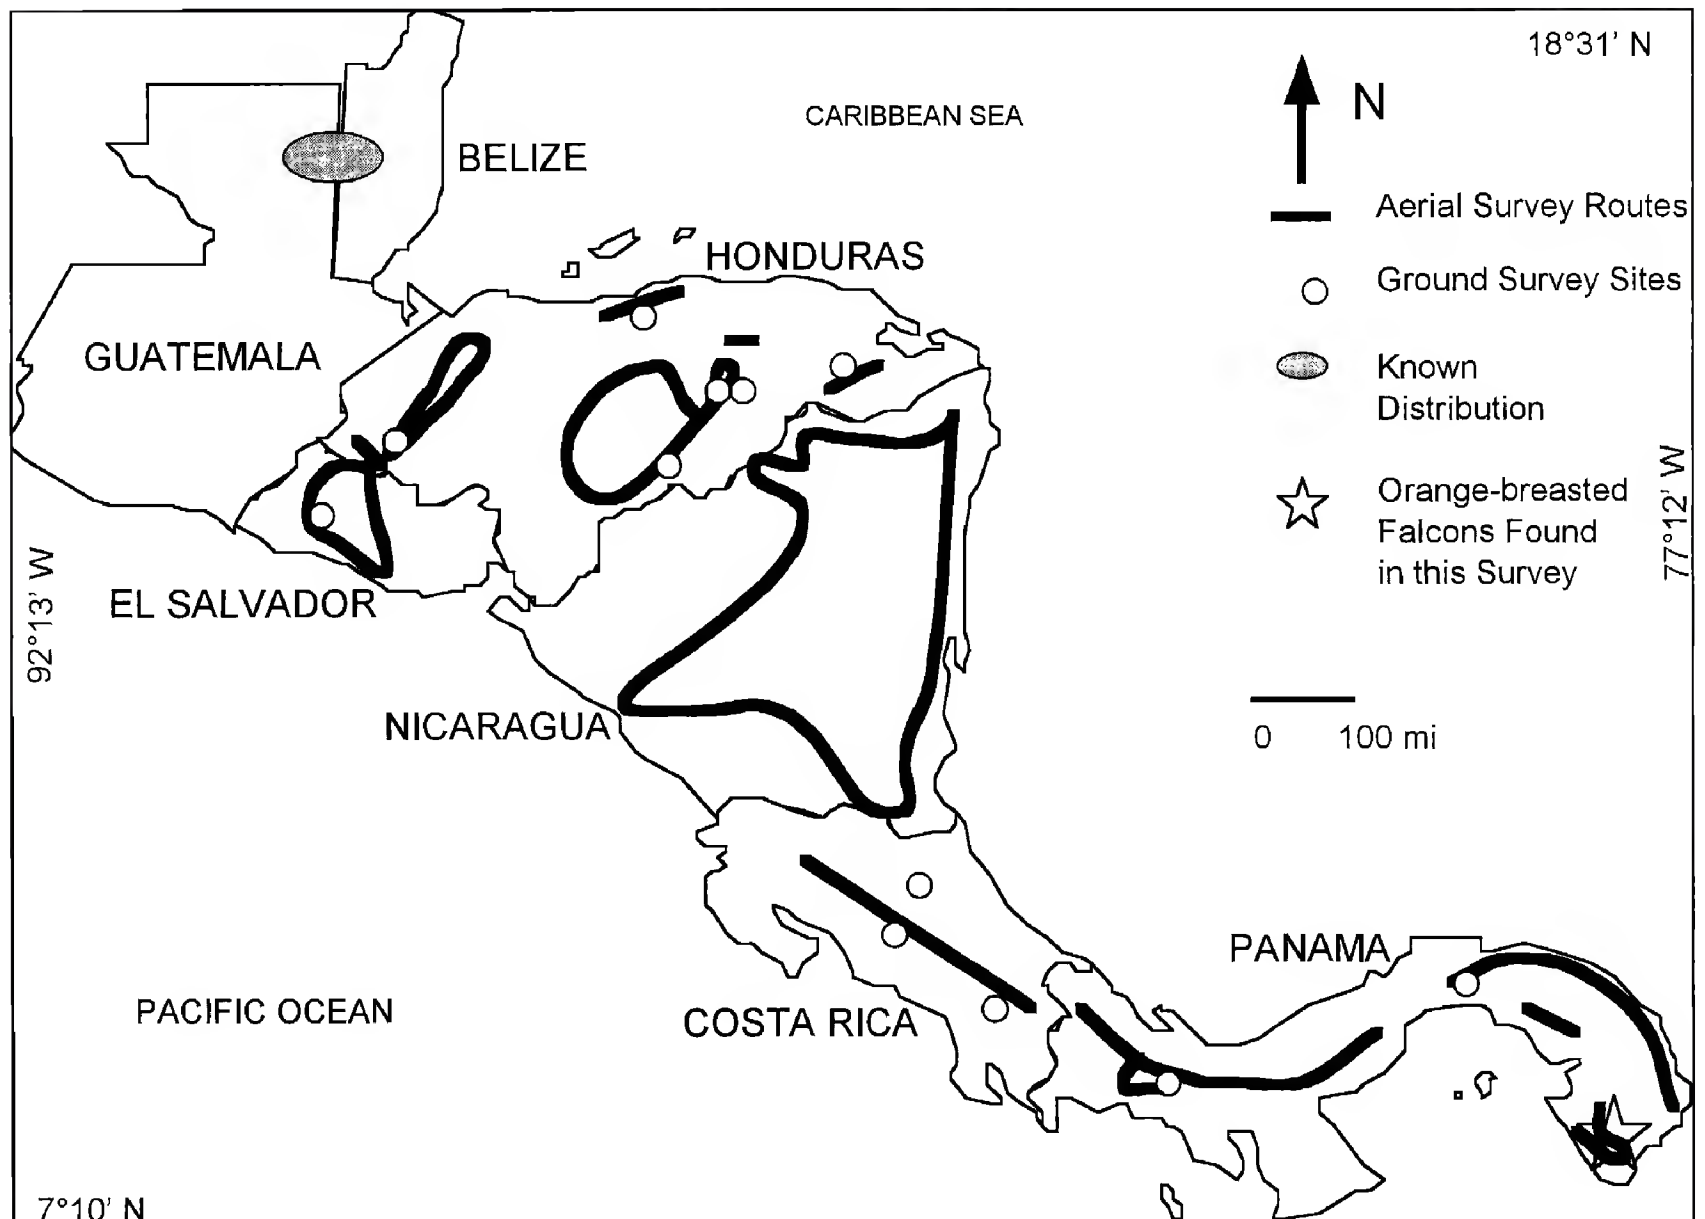 18°31' N
N
CARIBBEAN SEA
BELIZE
Aerial Survey Routes
HONDURAS
Ground Survey Sites
GUATEMALA
Known
Distribution
Orange-breasted
Falcons Found
in this Survey
77°12' W
92°13' W
EL SALVADOR
NICARAGUA
0 100 mi
PANAMA
PACIFIC OCEAN
COSTA RICA
7°10' N